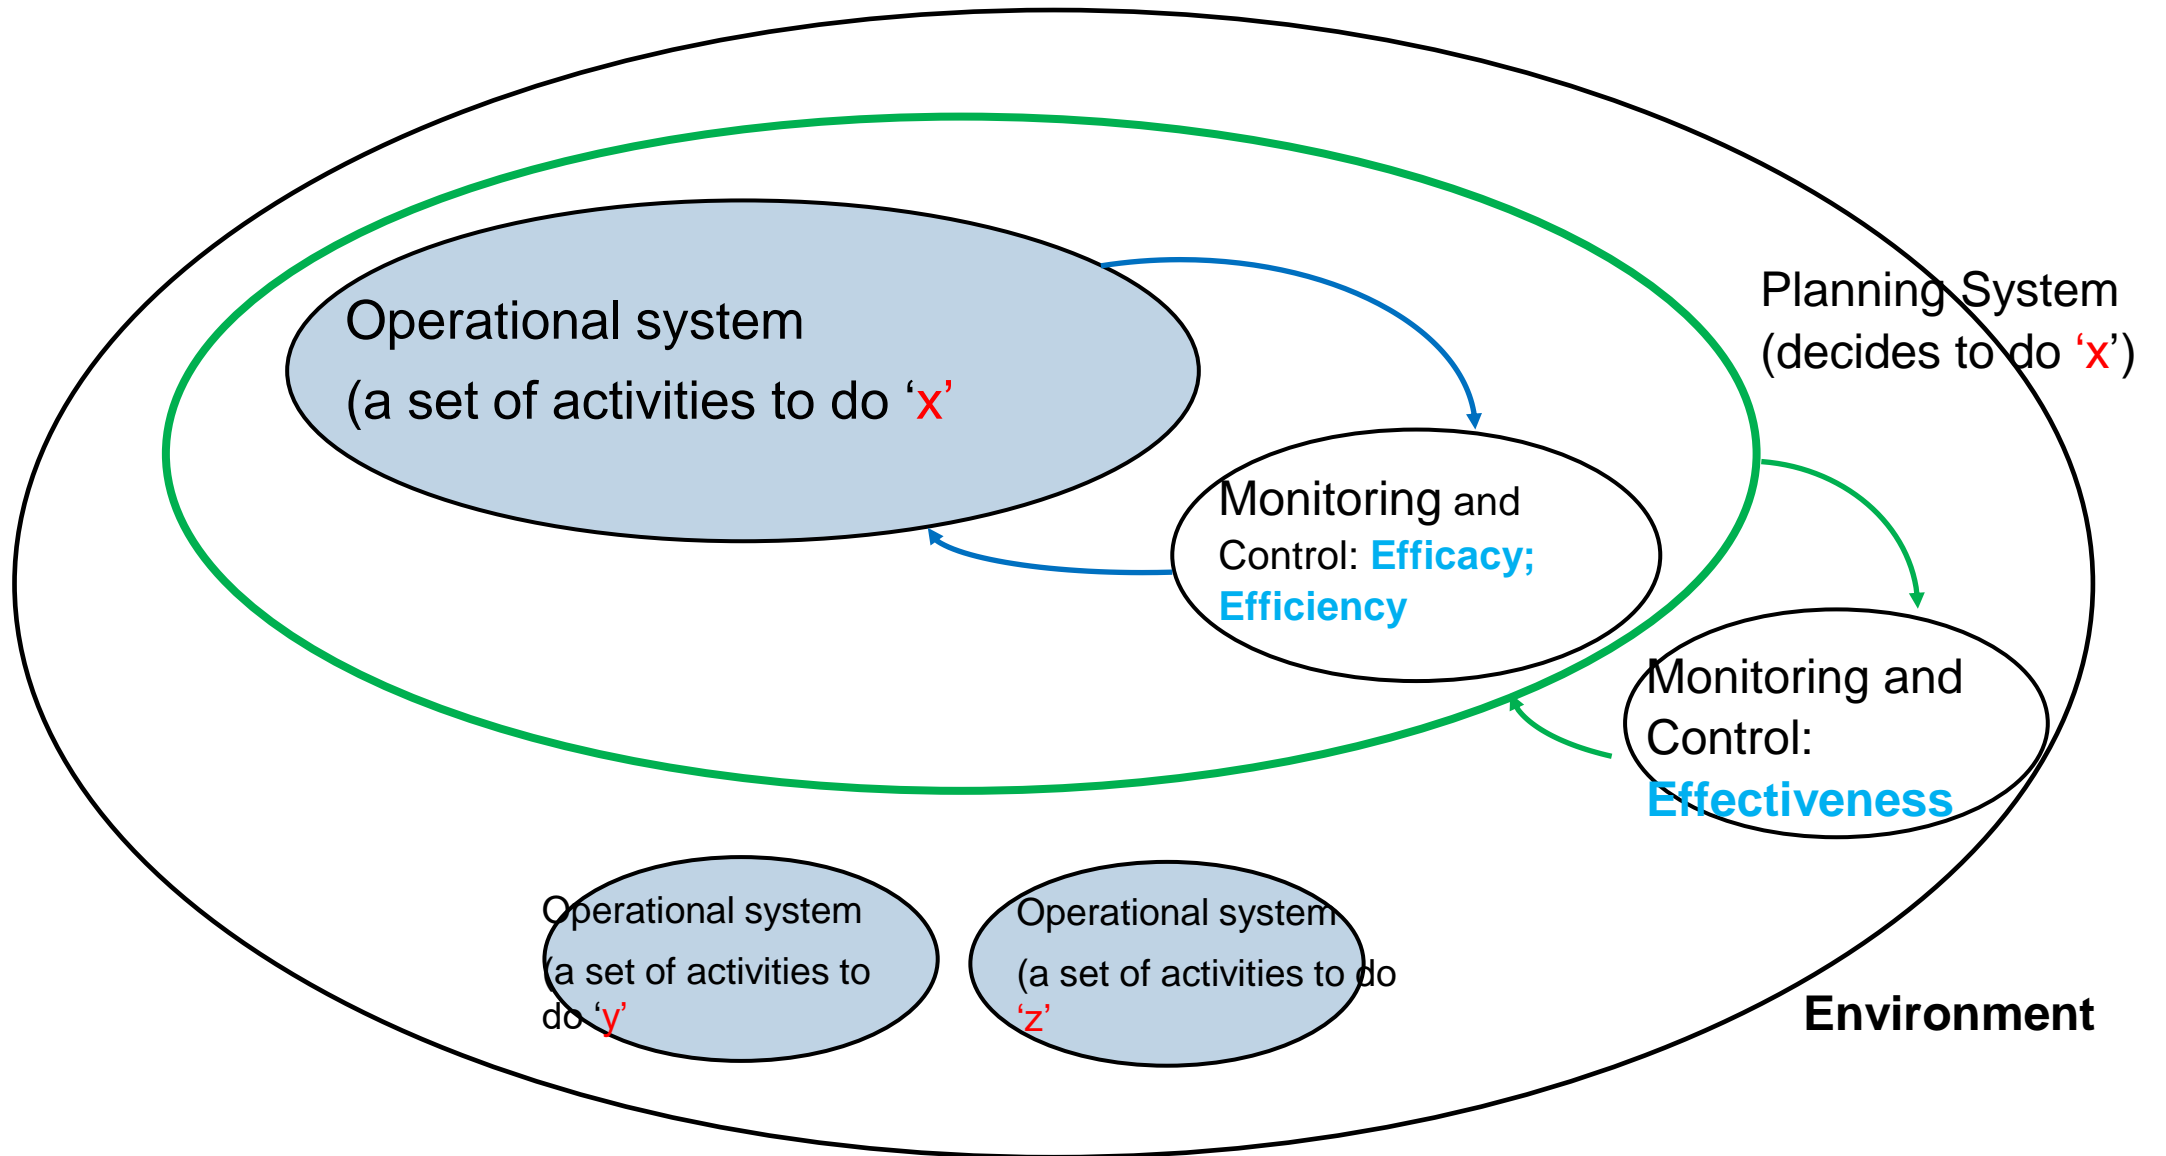 Operational system
(a set of activities to do ‘x’
Planning System
(decides to do ‘x’)
Monitoring and
Control: Efficacy;
Efficiency
Monitoring and
Control:
Effectiveness
Operational system
(a set of activities to
do ‘y’
Operational system
(a set of activities to do
‘z’
Environment